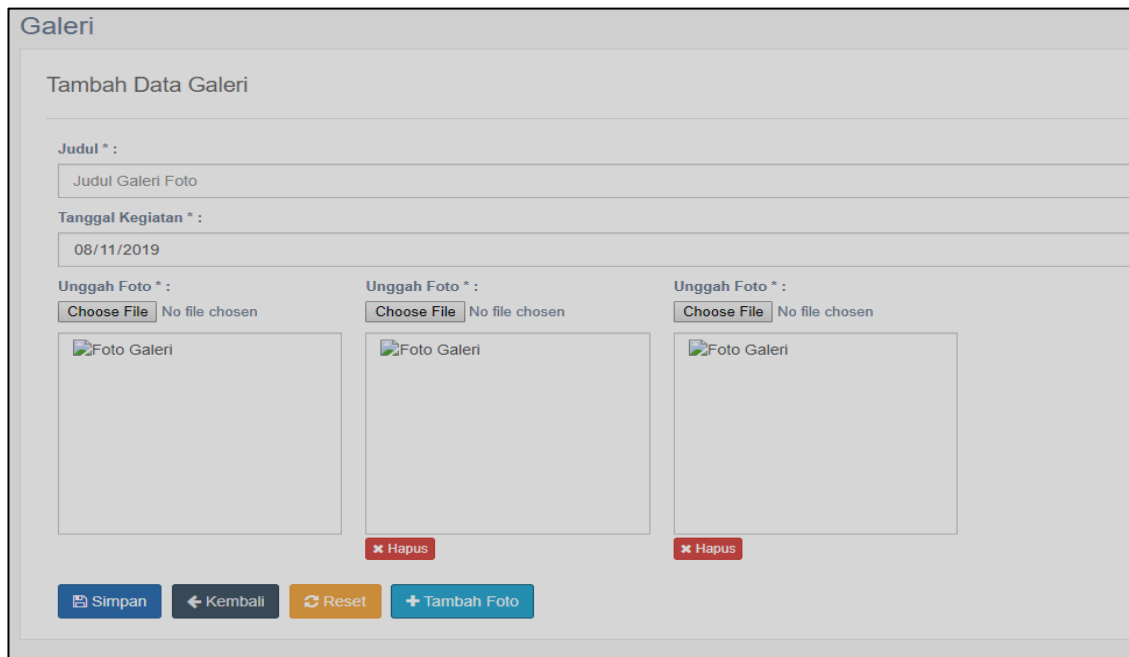 Galeri
Tambah Data Galeri
Judul * :
Judul Galeri Foto
Tanggal Kegiatan * :
08/11/2019
Unggah Foto * : Unggah Foto * : Unggah Foto * :
Choose File No file chosen Choose File No file chosen Choose File No file chosen
Foto Galeri Foto Galeri Foto Galeri
Hapus Hapus
Simpan Kembali Reset Tambah Foto